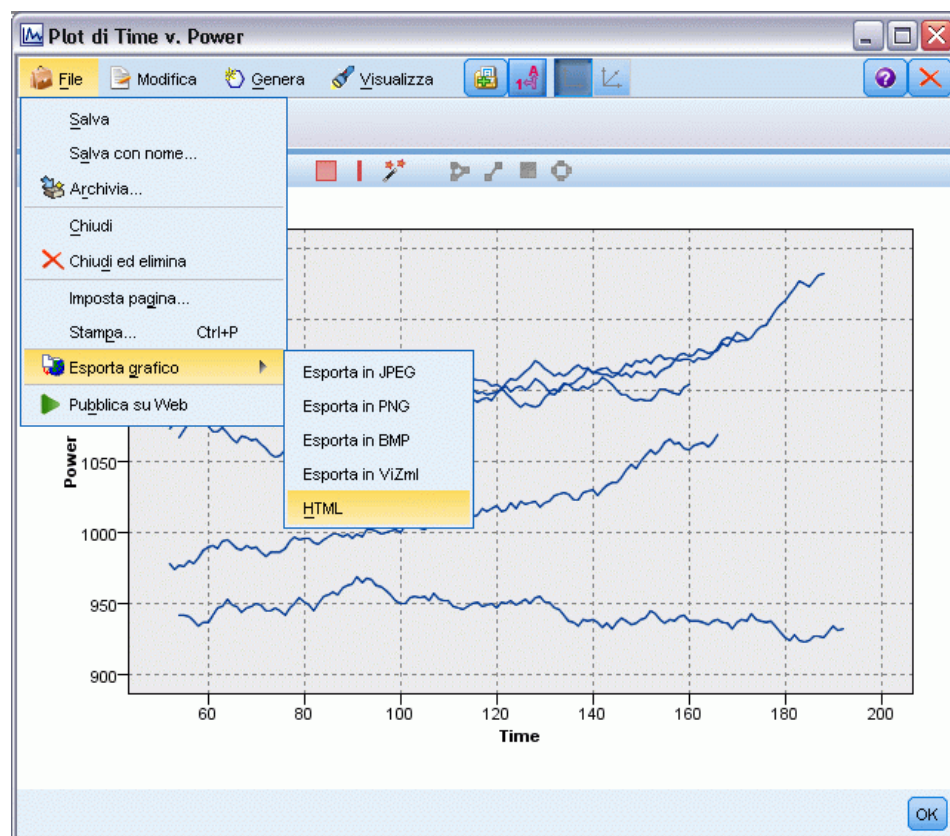 Plot di Time v. Power
File Modifica Genera Visualizza
Salva
Salva con nome...
Archivia...
Chiudi
Chiudi ed elimina
Imposta pagina...
Stampa... Ctrl+P
Esporta grafico
Pubblica su Web
Esporta in JPEG
Esporta in PNG
Esporta in BMP
Esporta in ViZml
HTML
Power
1050
1000
950
900
60 80 100 120 140 160 180 200
Time
OK